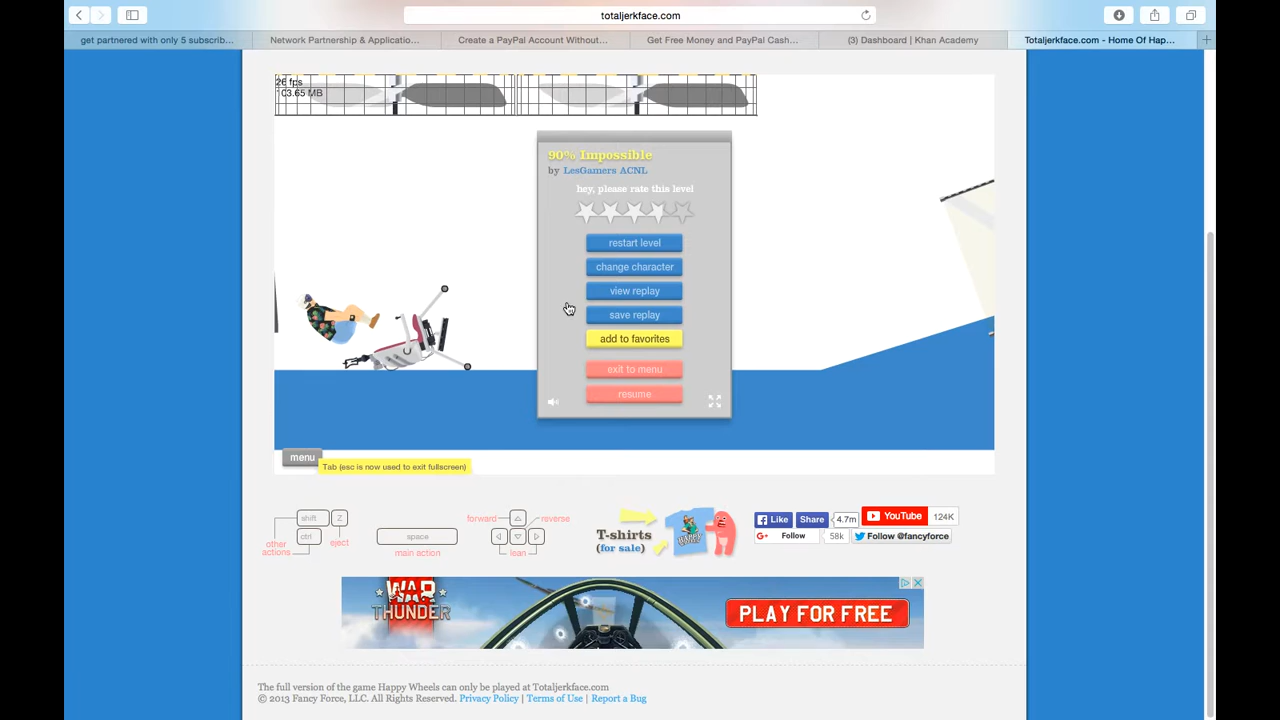 totaljerkface.com
get partnered with only 5 subscrib...
Network Partnership & Applicatio...
Create a PayPal Account Without...
Get Free Money and PayPal Cash...
(3) Dashboard | Khan Academy
Totaljerkface.com - Home Of Hap...
26 fps
103.65 MB
90% Impossible
by LesGamers ACNL
hey, please rate this level
restart level
change character
view replay
save replay
add to favorites
exit to menu
resume
menu
Tab (esc is now used to exit fullscreen)
shift
Z
ctrl
other actions
eject
space
main action
forward
reverse
lean
T-shirts
(for sale)
Like
Share
4.7m
YouTube
124K
Follow
58k
Follow @fancyforce
WAR
THUNDER
PLAY FOR FREE
The full version of the game Happy Wheels can only be played at Totaljerkface.com
© 2013 Fancy Force, LLC. All Rights Reserved. Privacy Policy | Terms of Use | Report a Bug